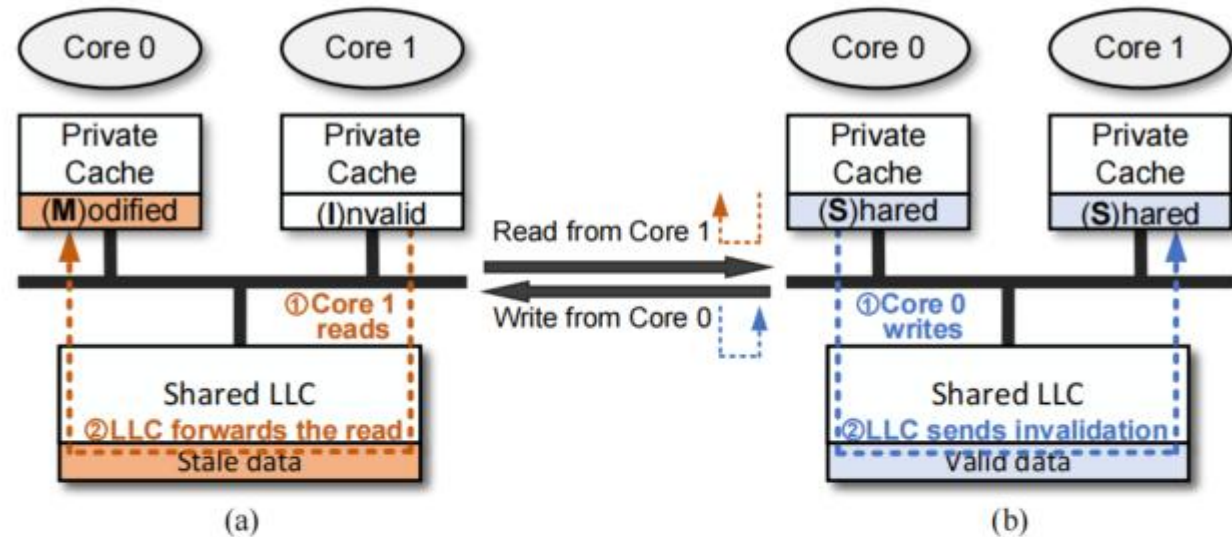 Core 0
Core 1
Private
Cache
(M)odified
Private
Cache
(I)nvalid
①Core 1
reads
Shared LLC
②LLC forwards the read
Stale data
(a)
Read from Core 1
Write from Core 0
Core 0
Core 1
Private
Cache
(S)hared
Private
Cache
(S)hared
①Core 0
writes
Shared LLC
②LLC sends invalidation
Valid data
(b)